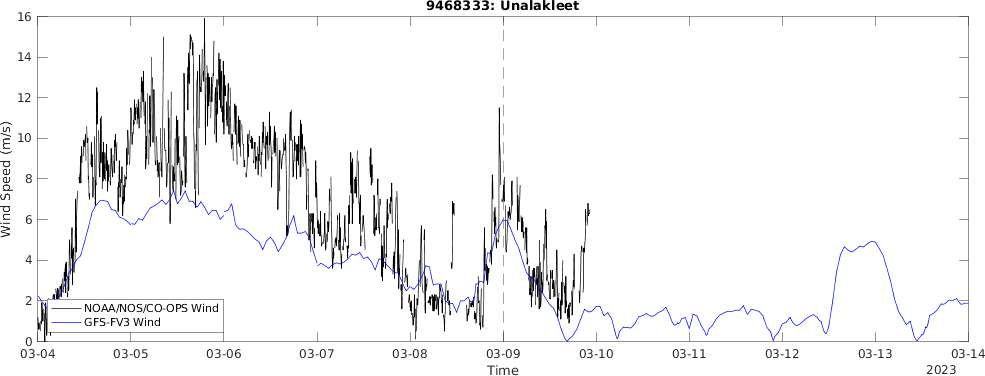 9468333: Unalakleet
16
14
12
10
8
6
4
2
0
Wind Speed (m/s)
NOAA/NOS/CO-OPS Wind
GFS-FV3 Wind
03-04 03-05 03-06 03-07 03-08 03-09 03-10 03-11 03-12 03-13 03-14
Time
2023